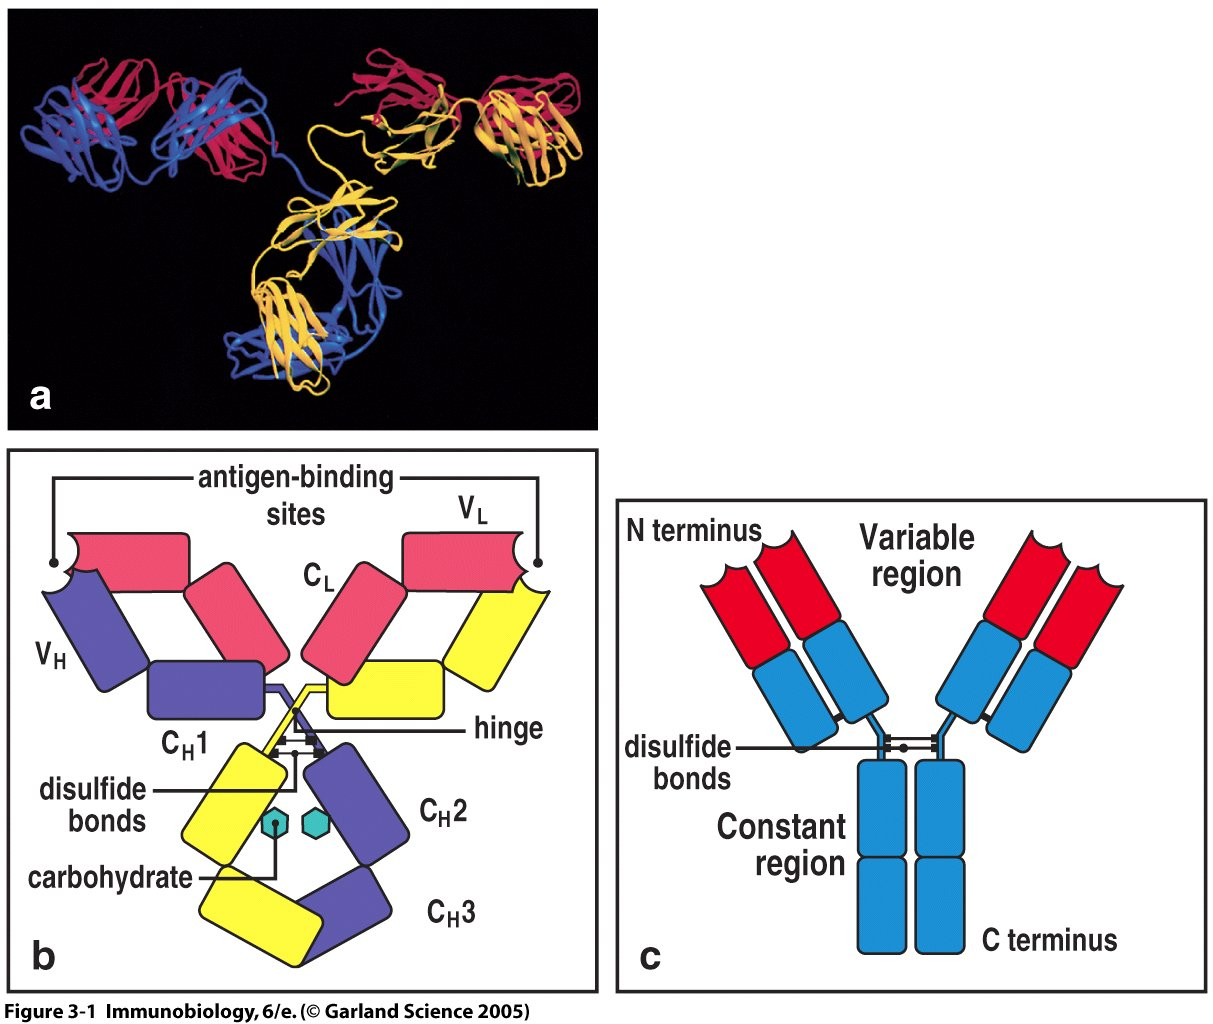 a
antigen-binding
sites
V_L
C_L
V_H
C_H1
hinge
disulfide
bonds
C_H2
carbohydrate
C_H3
b
N terminus
Variable
region
disulfide
bonds
Constant
region
C terminus
c
Figure 3-1 Immunobiology, 6/e. (© Garland Science 2005)